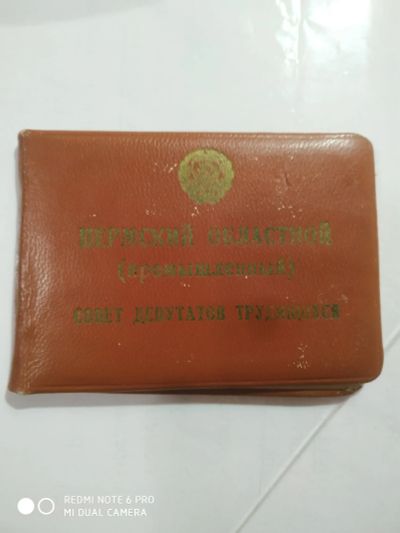 ПЕРМСКИЙ ОБЛАСТНОЙ
(промышленный)
СОВЕТ ДЕПУТАТОВ ТРУДЯЩИХСЯ
REDMI NOTE 6 PRO
MI DUAL CAMERA